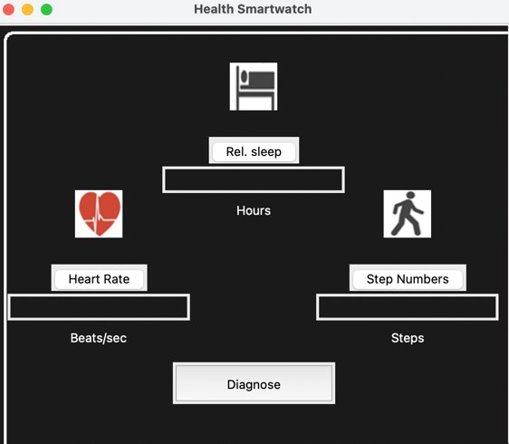 Health Smartwatch
Rel. sleep
Hours
Heart Rate
Step Numbers
Beats/sec
Steps
Diagnose